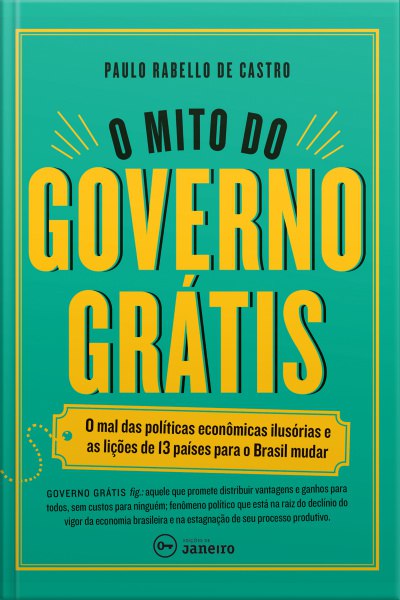 PAULO RABELLO DE CASTRO
O MITO DO
GOVERNO
GRÁTIS
O mal das políticas econômicas ilusórias e
as lições de 13 países para o Brasil mudar
GOVERNO GRÁTIS fig.: aquele que promete distribuir vantagens e ganhos para
todos, sem custos para ninguém; fenômeno político que está na raiz do declínio do
vigor da economia brasileira e na estagnação de seu processo produtivo.
EDIÇÕES DE
JANEIRO